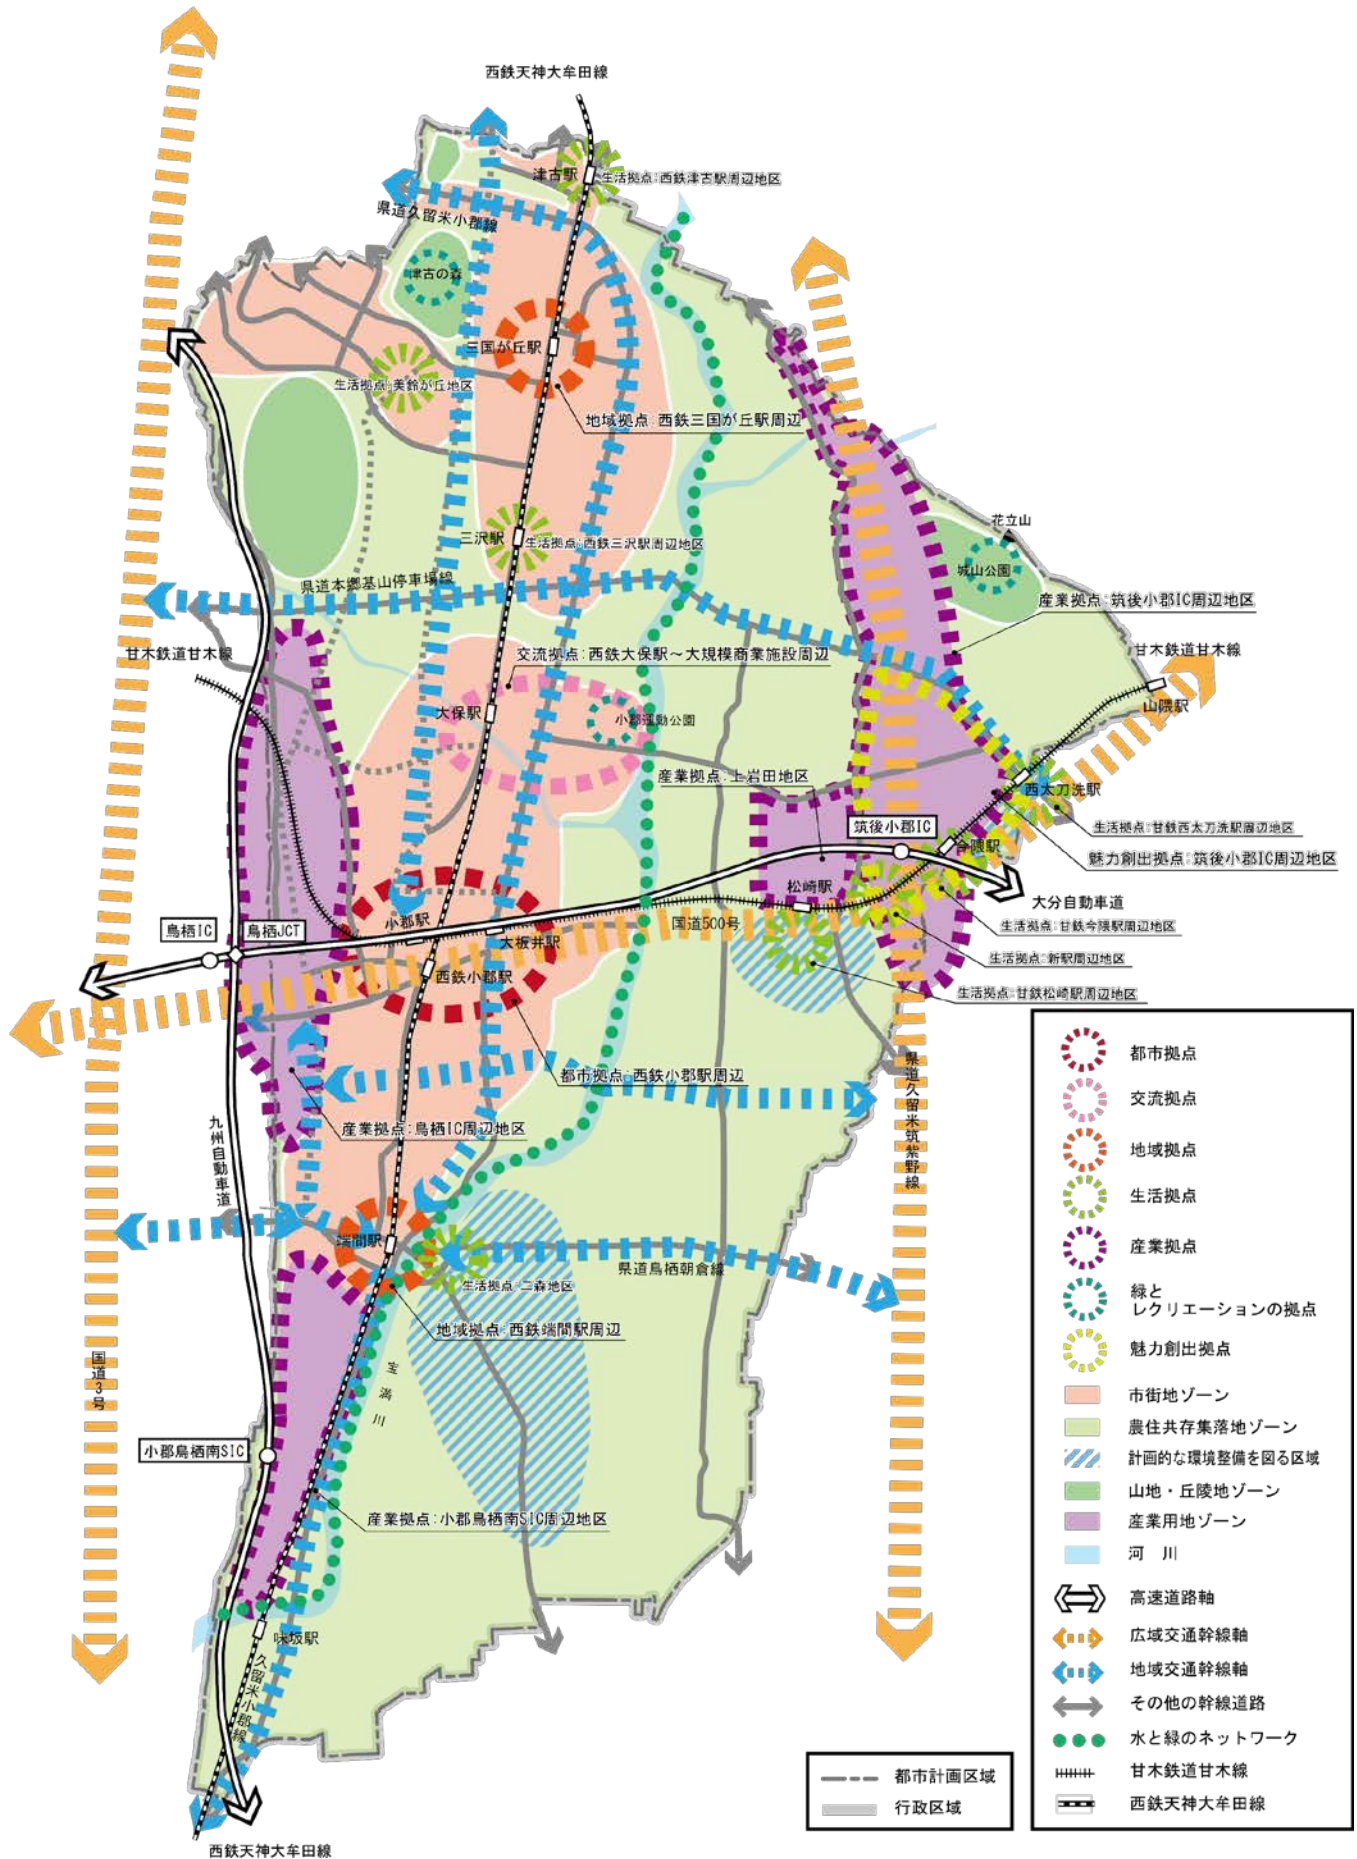 西鉄天神大牟田線
津古駅
生活拠点:西鉄津古駅周辺地区
県道久留米小郡線
津古の森
三国が丘駅
生活拠点:美鈴が丘地区
地域拠点:西鉄三国が丘駅周辺
花立山
三沢駅
生活拠点:西鉄三沢駅周辺地区
城山公園
県道本郷基山停車場線
産業拠点:筑後小郡IC周辺地区
甘木鉄道甘木線
交流拠点:西鉄大保駅～大規模商業施設周辺
甘木鉄道甘木線
山隈駅
大保駅
小郡運動公園
産業拠点:上岩田地区
西太刀洗駅
筑後小郡IC
生活拠点:甘鉄西太刀洗駅周辺地区
今隈駅
魅力創出拠点:筑後小郡IC周辺地区
松崎駅
大分自動車道
小郡駅
国道500号
生活拠点:甘鉄今隈駅周辺地区
鳥栖IC
鳥栖JCT
大板井駅
生活拠点:新駅周辺地区
西鉄小郡駅
生活拠点:甘鉄松崎駅周辺地区
都市拠点:西鉄小郡駅周辺
県道久留米筑紫野線
産業拠点:鳥栖IC周辺地区
九州自動車道
端間駅
県道鳥栖朝倉線
生活拠点:二森地区
地域拠点:西鉄端間駅周辺
国道3号
宝満川
小郡鳥栖南SIC
産業拠点:小郡鳥栖南SIC周辺地区
味坂駅
久留米小郡線
西鉄天神大牟田線
都市拠点
交流拠点
地域拠点
生活拠点
産業拠点
緑と
レクリエーションの拠点
魅力創出拠点
市街地ゾーン
農住共存集落地ゾーン
計画的な環境整備を図る区域
山地・丘陵地ゾーン
産業用地ゾーン
河　川
高速道路軸
広域交通幹線軸
地域交通幹線軸
その他の幹線道路
水と緑のネットワーク
甘木鉄道甘木線
西鉄天神大牟田線
都市計画区域
行政区域